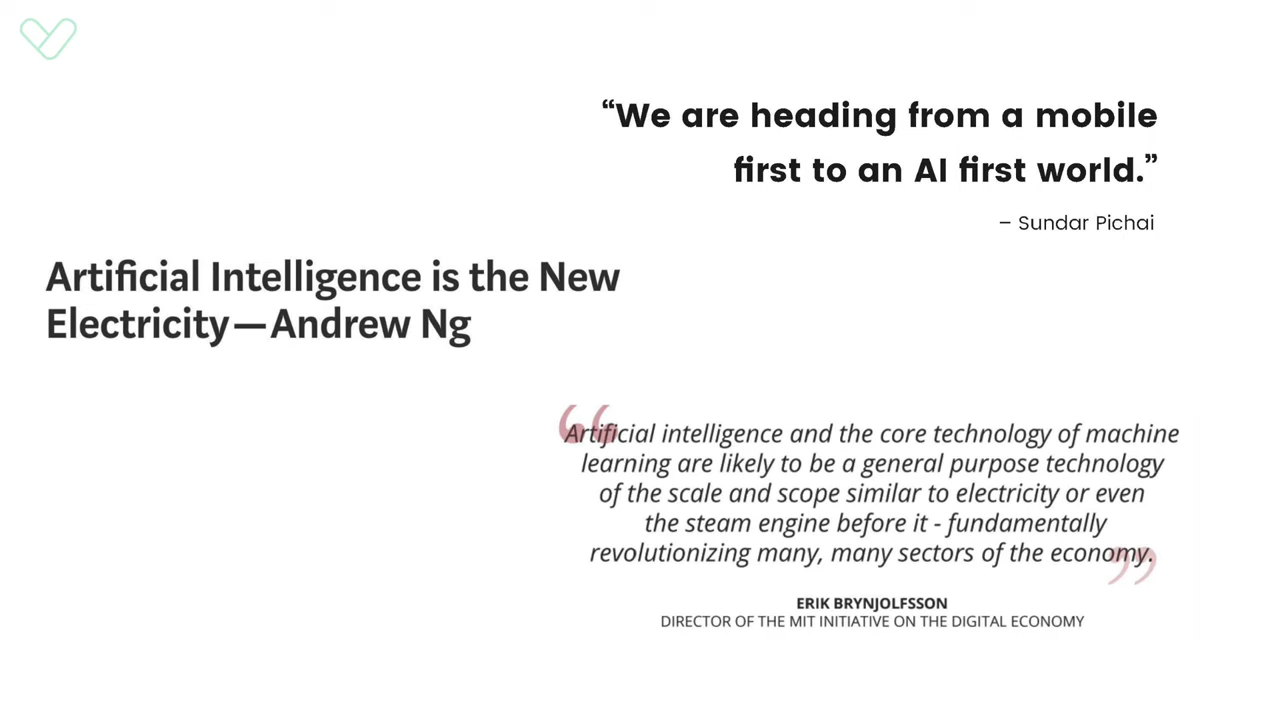 “We are heading from a mobile
first to an AI first world.”
– Sundar Pichai
Artificial Intelligence is the New
Electricity—Andrew Ng
“Artificial intelligence and the core technology of machine
learning are likely to be a general purpose technology
of the scale and scope similar to electricity or even
the steam engine before it - fundamentally
revolutionizing many, many sectors of the economy.”
ERIK BRYNJOLFSSON
DIRECTOR OF THE MIT INITIATIVE ON THE DIGITAL ECONOMY